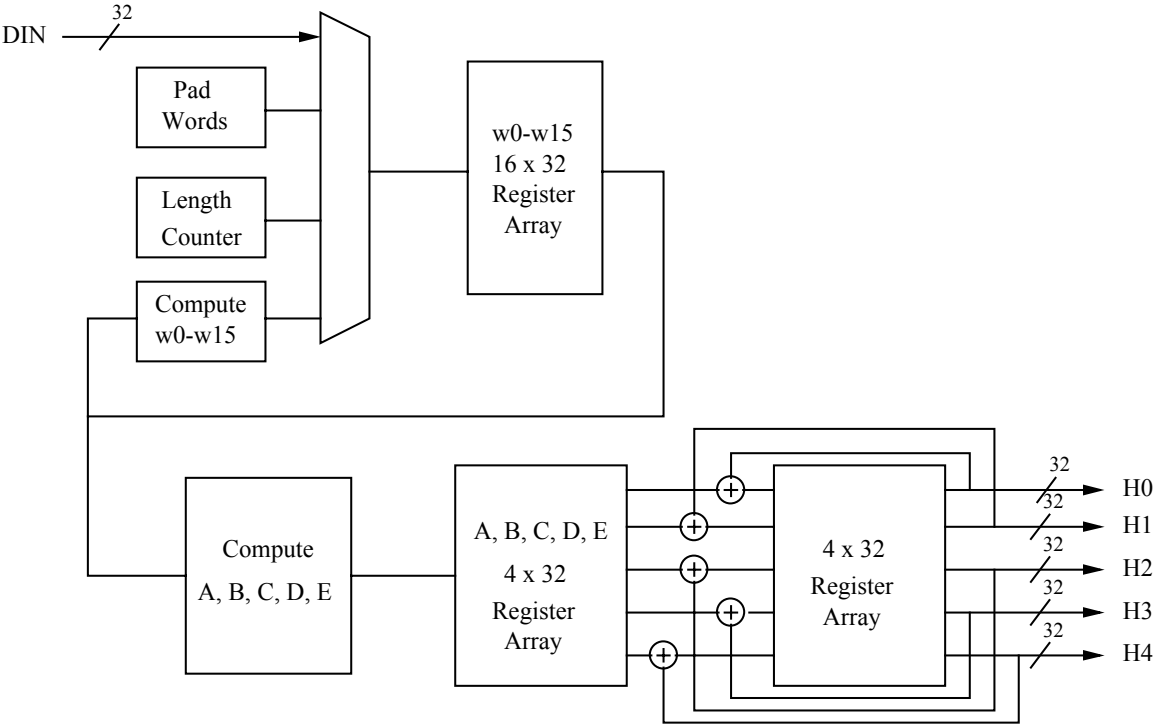 DIN
32
Pad
Words
Length
Counter
Compute
w0-w15
w0-w15
16 x 32
Register
Array
Compute
A, B, C, D, E
A, B, C, D, E
4 x 32
Register
Array
+
+
+
+
+
4 x 32
Register
Array
32
H0
32
H1
32
H2
32
H3
32
H4